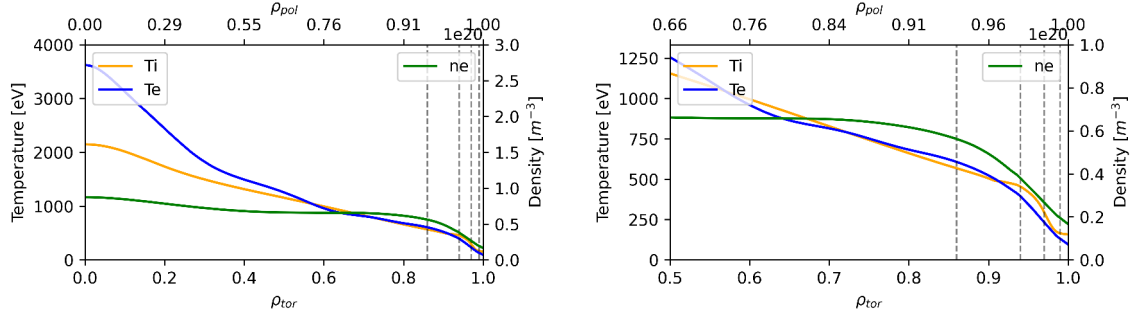 ρpol
0.00 0.29 0.55 0.76 0.91 1.00
1e20
4000 3500 3000 2500 2000 1500 1000 500 0
Temperature [eV]
Ti
Te
ne
3.0 2.5 2.0 1.5 1.0 0.5 0.0
Density [m⁻³]
0.0 0.2 0.4 0.6 0.8 1.0
ρtor
ρpol
0.66 0.76 0.84 0.91 0.96 1.00
1e20
1250 1000 750 500 250 0
Temperature [eV]
Ti
Te
ne
1.0 0.8 0.6 0.4 0.2 0.0
Density [m⁻³]
0.5 0.6 0.7 0.8 0.9 1.0
ρtor